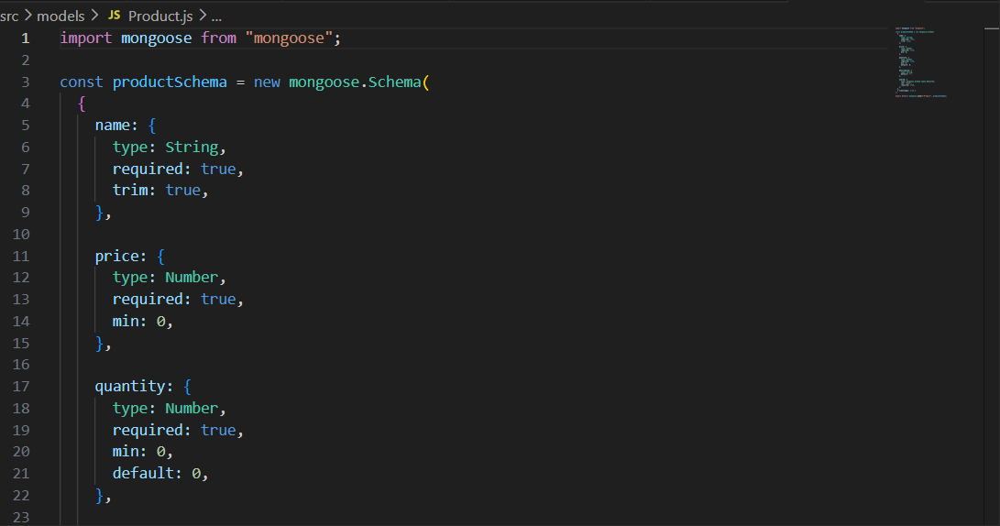 src > models > JS Product.js > ...
1 import mongoose from "mongoose";
2
3 const productSchema = new mongoose.Schema(
4 {
5 name: {
6 type: String,
7 required: true,
8 trim: true,
9 },
10
11 price: {
12 type: Number,
13 required: true,
14 min: 0,
15 },
16
17 quantity: {
18 type: Number,
19 required: true,
20 min: 0,
21 default: 0,
22 },
23